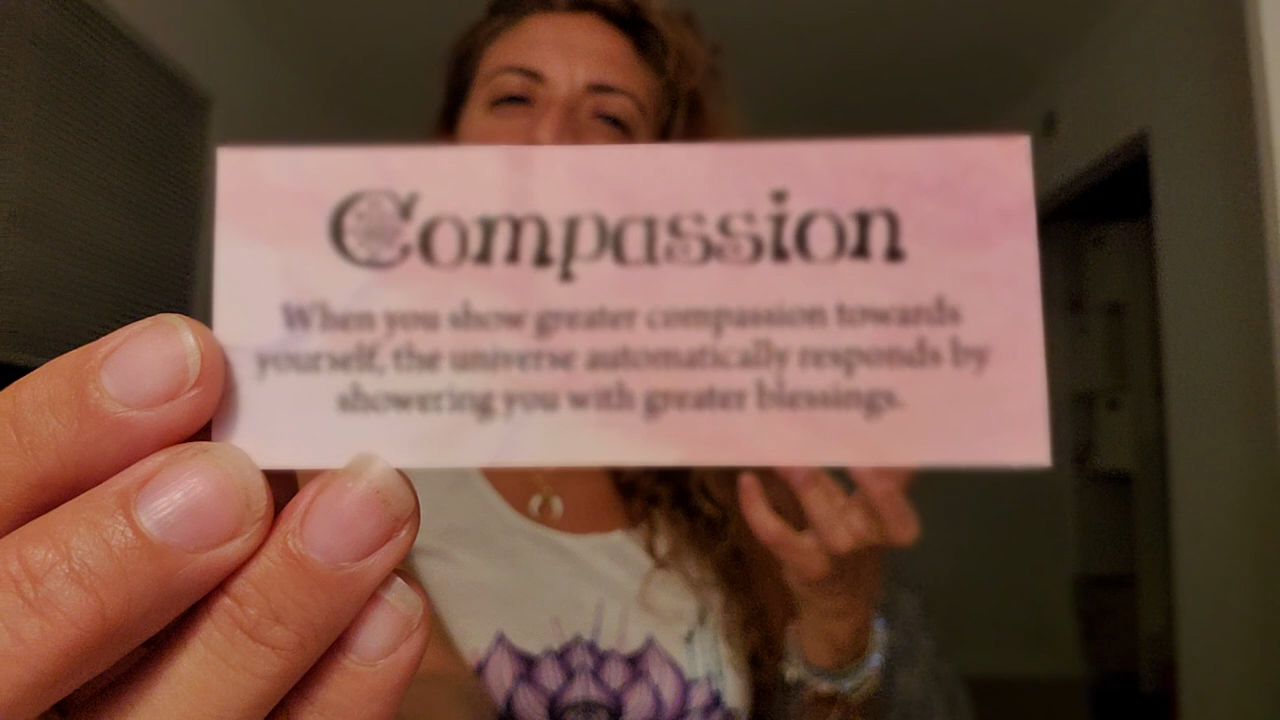 Compassion
When you show greater compassion towards
yourself, the universe automatically responds by
showering you with greater blessings.